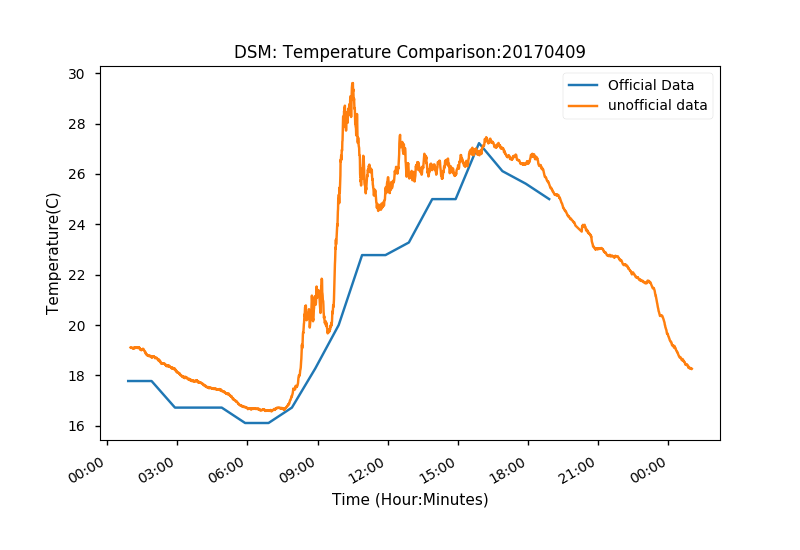 DSM: Temperature Comparison:20170409
Official Data
unofficial data
Temperature(C)
30
28
26
24
22
20
18
16
00:00 03:00 06:00 09:00 12:00 15:00 18:00 21:00 00:00
Time (Hour:Minutes)